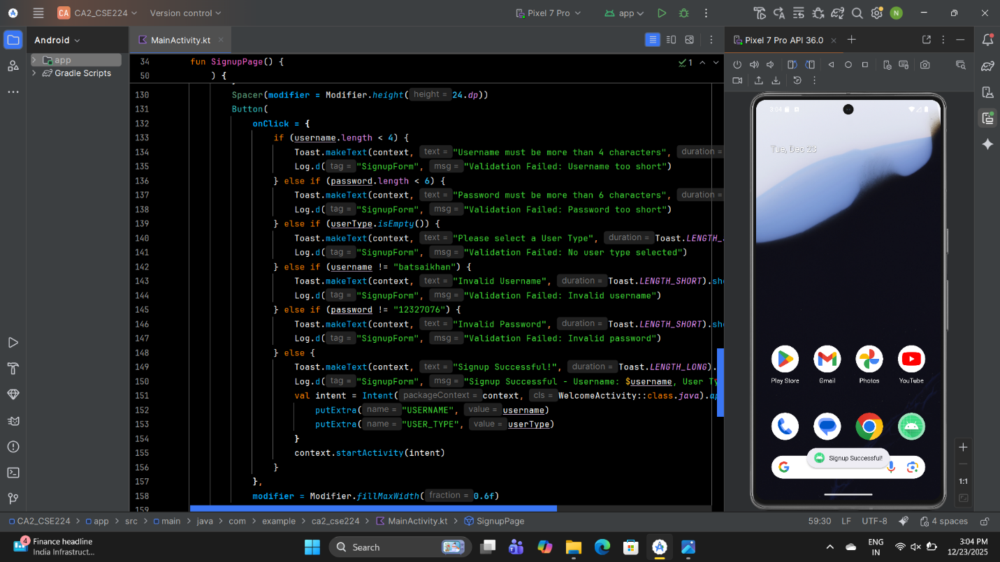 CA CA2_CSE224 Version control Pixel 7 Pro app N
Android MainActivity.kt Pixel 7 Pro API 36.0
app
Gradle Scripts
34 fun SignupPage() { 1
50 ) {
130 Spacer(modifier = Modifier.height( height = 24.dp))
131 Button(
132 onClick = {
133 if (username.length < 4) {
134 Toast.makeText(context, text = "Username must be more than 4 characters", duration =
135 Log.d( tag = "SignupForm", msg = "Validation Failed: Username too short")
136 } else if (password.length < 6) {
137 Toast.makeText(context, text = "Password must be more than 6 characters", duration =
138 Log.d( tag = "SignupForm", msg = "Validation Failed: Password too short")
139 } else if (userType.isEmpty()) {
140 Toast.makeText(context, text = "Please select a User Type", duration = Toast.LENGTH_
141 Log.d( tag = "SignupForm", msg = "Validation Failed: No user type selected")
142 } else if (username != "batsaikhan") {
143 Toast.makeText(context, text = "Invalid Username", duration = Toast.LENGTH_SHORT).sh
144 Log.d( tag = "SignupForm", msg = "Validation Failed: Invalid username")
145 } else if (password != "12327076") {
146 Toast.makeText(context, text = "Invalid Password", duration = Toast.LENGTH_SHORT).sh
147 Log.d( tag = "SignupForm", msg = "Validation Failed: Invalid password")
148 } else {
149 Toast.makeText(context, text = "Signup Successful!", duration = Toast.LENGTH_LONG).
150 Log.d( tag = "SignupForm", msg = "Signup Successful - Username: $username, User Ty
151 val intent = Intent( packageContext = context, cls = WelcomeActivity::class.java).ap
152 putExtra( name = "USERNAME", value = username)
153 putExtra( name = "USER_TYPE", value = userType)
154 }
155 context.startActivity(intent)
156 }
157 },
158 modifier = Modifier.fillMaxWidth( fraction = 0.6f)
159
3:04
Tue, Dec 23
Play Store Gmail Photos YouTube
Signup Successful!
1:1
CA2_CSE224 > app > src > main > java > com > example > ca2_cse224 > MainActivity.kt > SignupPage 59:30 LF UTF-8 4 spaces
4 Finance headline
India Infrastruct...
Search
ENG
IN
3:04 PM
12/23/2025